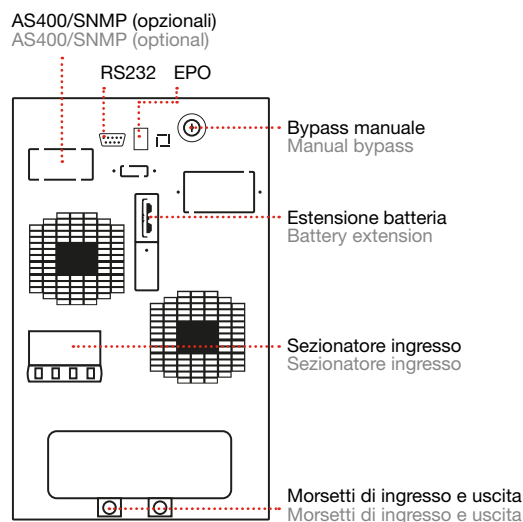 AS400/SNMP (opzionali)
AS400/SNMP (optional)
RS232 EPO
Bypass manuale
Manual bypass
Estensione batteria
Battery extension
Sezionatore ingresso
Sezionatore ingresso
Morsetti di ingresso e uscita
Morsetti di ingresso e uscita